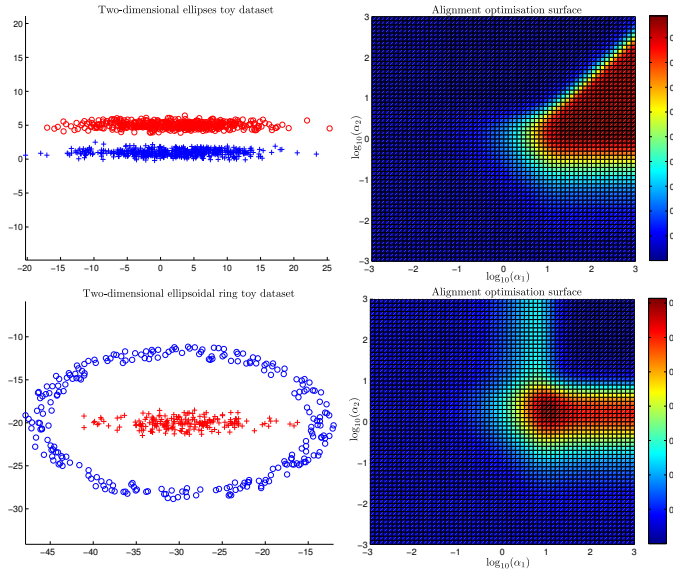 Two-dimensional ellipses toy dataset
20
15
10
5
0
−5
−10
−20 −15 −10 −5 0 5 10 15 20 25
Alignment optimisation surface
3
2
1
0
−1
−2
−3
log10(α2)
−3 −2 −1 0 1 2 3
log10(α1)
Two-dimensional ellipsoidal ring toy dataset
−10
−15
−20
−25
−30
−45 −40 −35 −30 −25 −20 −15
Alignment optimisation surface
3
2
1
0
−1
−2
−3
log10(α2)
−3 −2 −1 0 1 2 3
log10(α1)